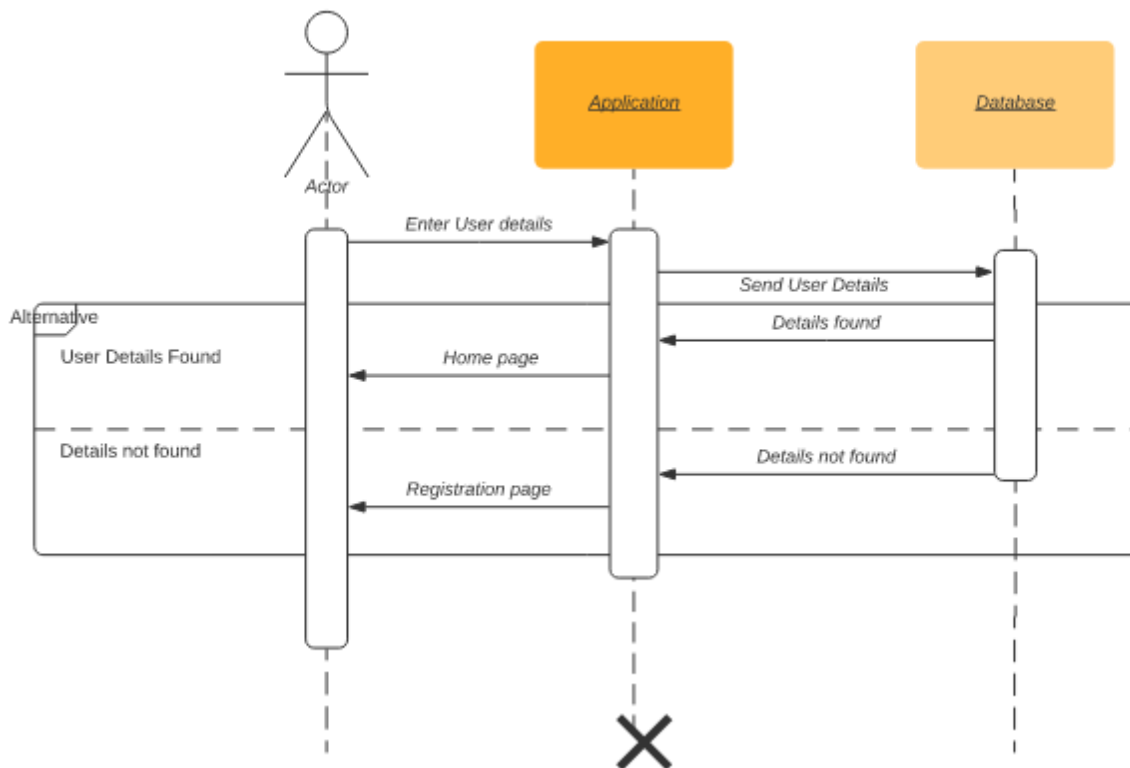 Application
Database
Actor
Enter User details
Send User Details
Alternative
Details found
User Details Found
Home page
Details not found
Details not found
Registration page